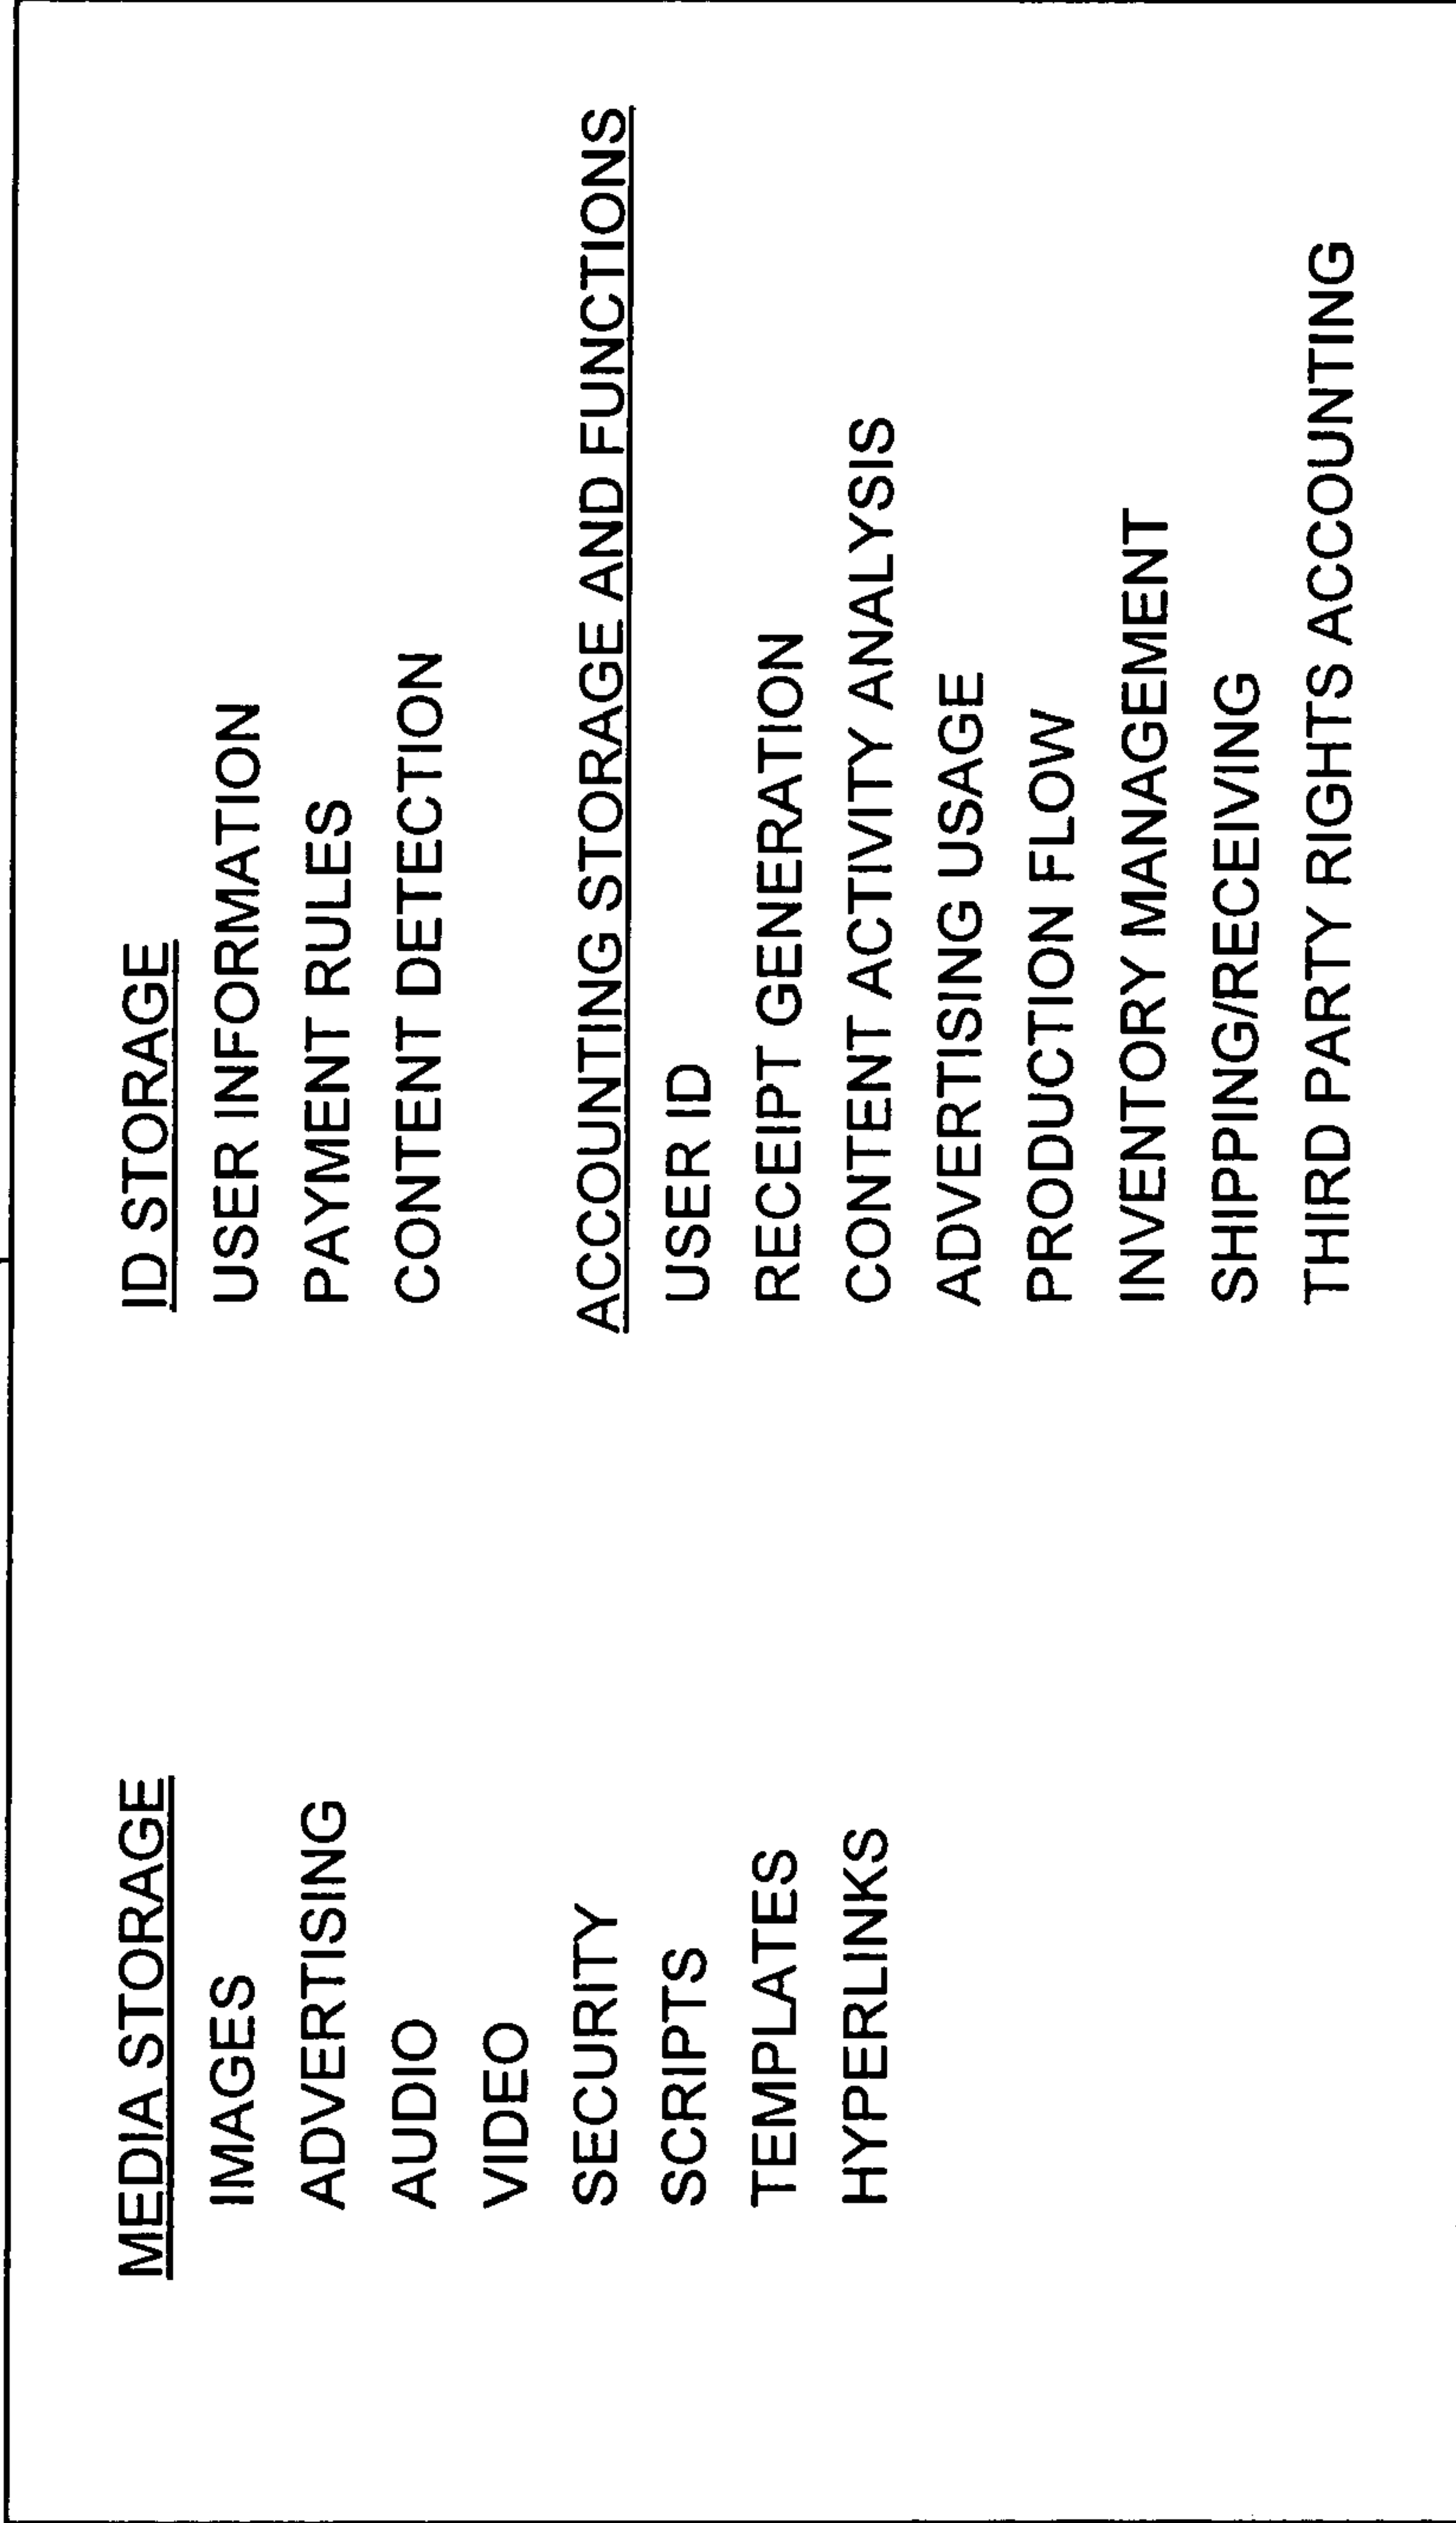 MEDIA STORAGE
IMAGES
ADVERTISING
AUDIO
VIDEO
SECURITY
SCRIPTS
TEMPLATES
HYPERLINKS
ID STORAGE
USER INFORMATION
PAYMENT RULES
CONTENT DETECTION
ACCOUNTING STORAGE AND FUNCTIONS
USER ID
RECEIPT GENERATION
CONTENT ACTIVITY ANALYSIS
ADVERTISING USAGE
PRODUCTION FLOW
INVENTORY MANAGEMENT
SHIPPING/RECEIVING
THIRD PARTY RIGHTS ACCOUNTING